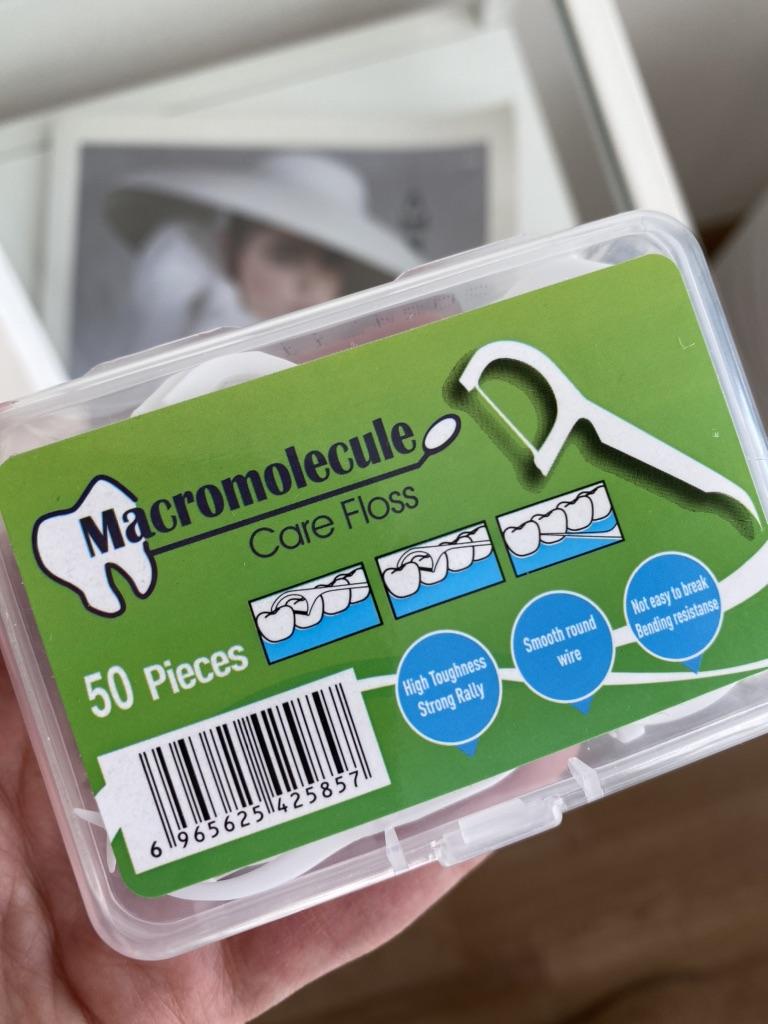 Macromolecule
Care Floss
50 Pieces
High Toughness
Strong Rally
Smooth round
wire
Not easy to break
Bending resistanse
6 965625 425857